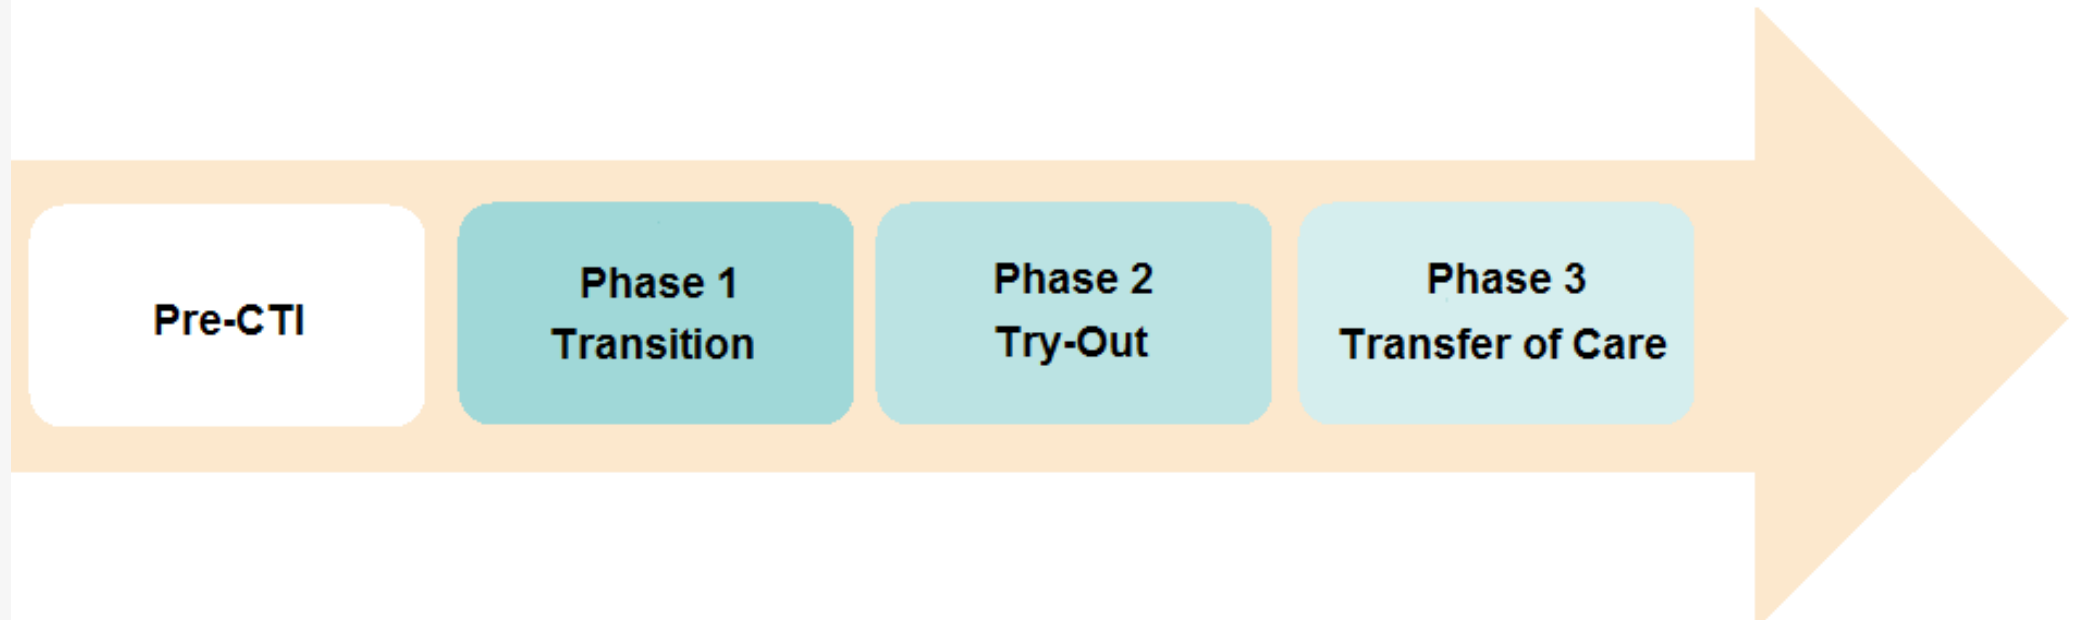 Pre-CTI
Phase 1
Transition
Phase 2
Try-Out
Phase 3
Transfer of Care